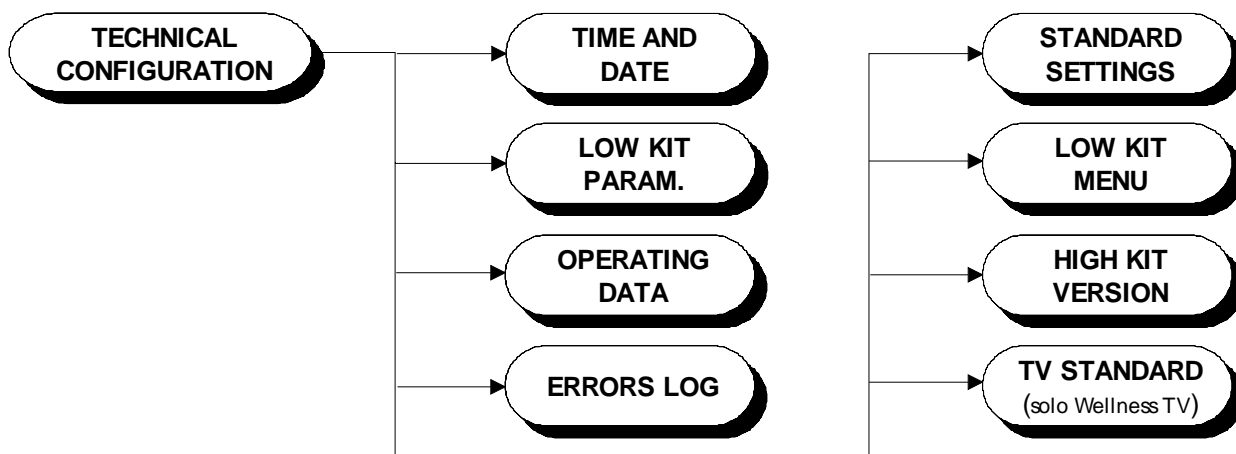 TECHNICAL
CONFIGURATION
TIME AND
DATE
LOW KIT
PARAM.
OPERATING
DATA
ERRORS LOG
STANDARD
SETTINGS
LOW KIT
MENU
HIGH KIT
VERSION
TV STANDARD
(solo Wellness TV)